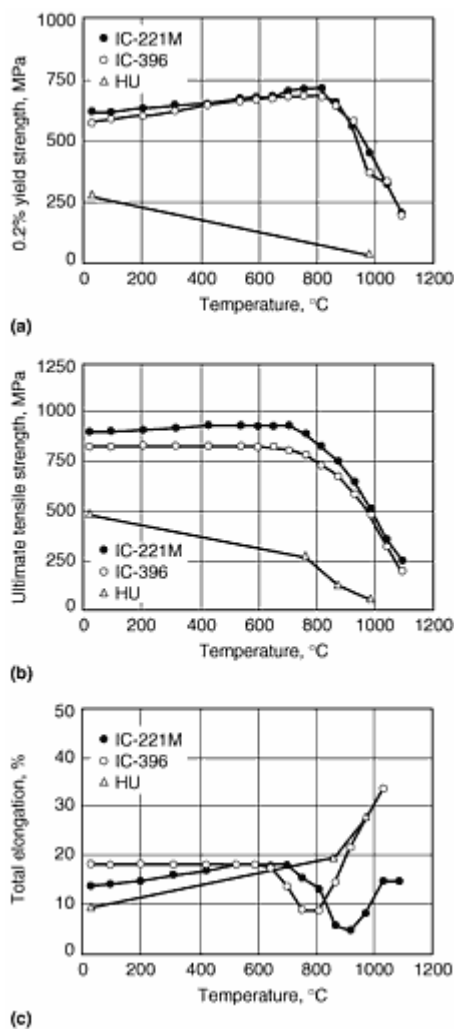 IC-221M
IC-396
HU
1000
750
500
250
0
0.2% yield strength, MPa
0 200 400 600 800 1000 1200
Temperature, °C
(a)
1250
1000
750
500
250
0
Ultimate tensile strength, MPa
IC-221M
IC-396
HU
0 200 400 600 800 1000 1200
Temperature, °C
(b)
50
40
30
20
10
0
Total elongation, %
IC-221M
IC-396
HU
0 200 400 600 800 1000 1200
Temperature, °C
(c)